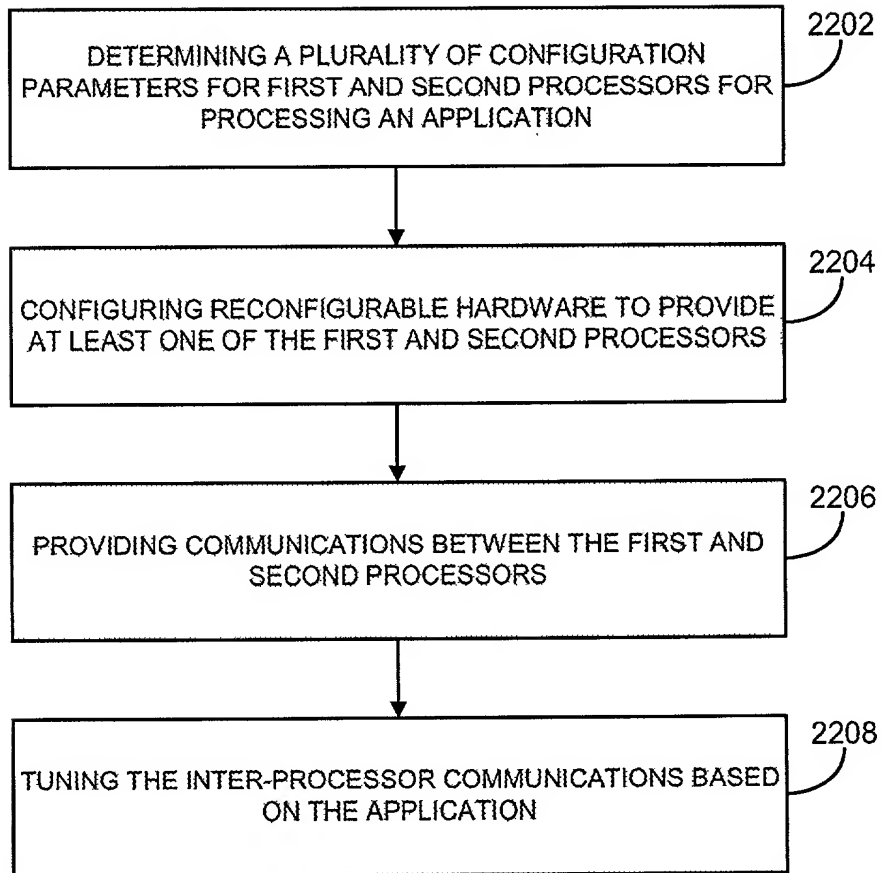 2202
DETERMINING A PLURALITY OF CONFIGURATION
PARAMETERS FOR FIRST AND SECOND PROCESSORS FOR
PROCESSING AN APPLICATION
2204
CONFIGURING RECONFIGURABLE HARDWARE TO PROVIDE
AT LEAST ONE OF THE FIRST AND SECOND PROCESSORS
2206
PROVIDING COMMUNICATIONS BETWEEN THE FIRST AND
SECOND PROCESSORS
2208
TUNING THE INTER-PROCESSOR COMMUNICATIONS BASED
ON THE APPLICATION